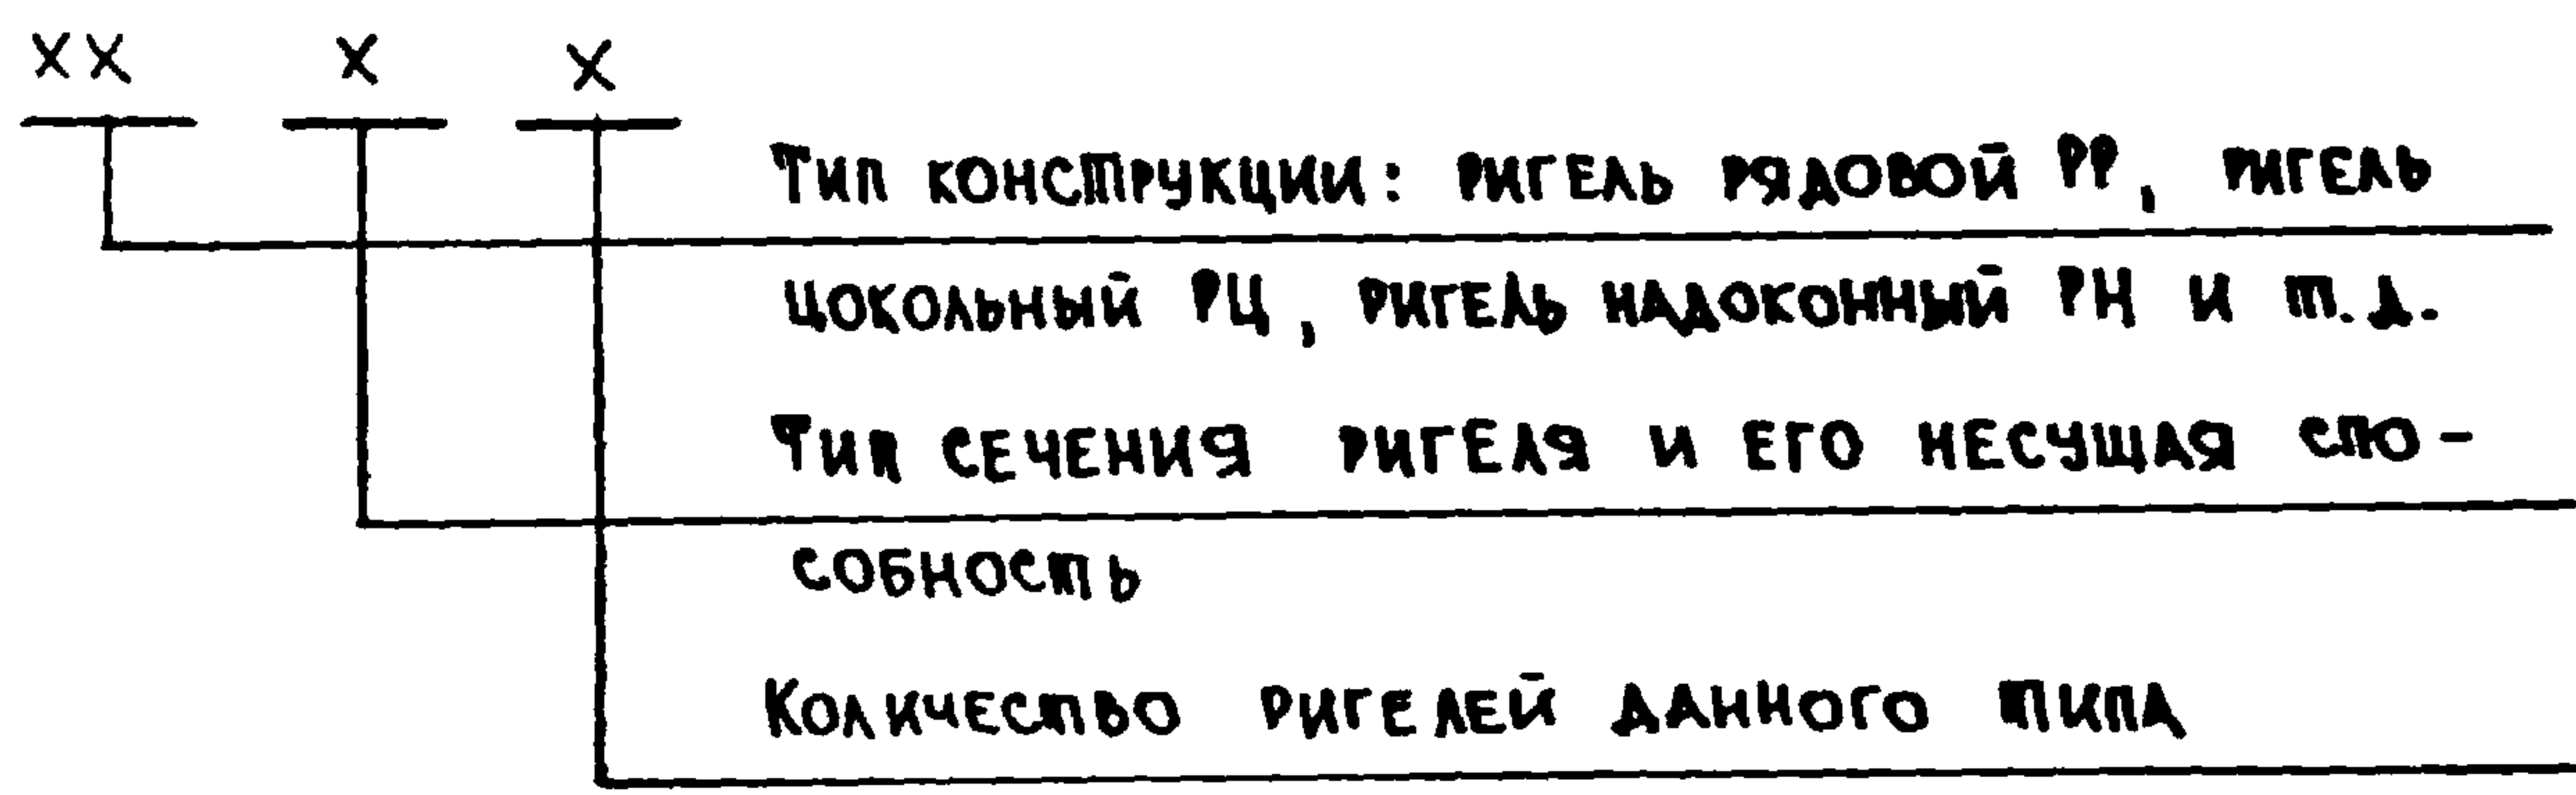 ХХ Х Х
Тип конструкции: ригель рядовой РР, ригель
цокольный РЦ, ригель надоконный РН и т.д.
Тип сечения ригеля и его несущая спо-
собность
Количество ригелей данного типа